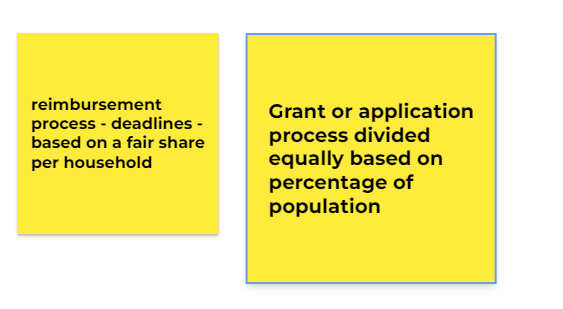 reimbursement
process - deadlines -
based on a fair share
per household
Grant or application
process divided
equally based on
percentage of
population